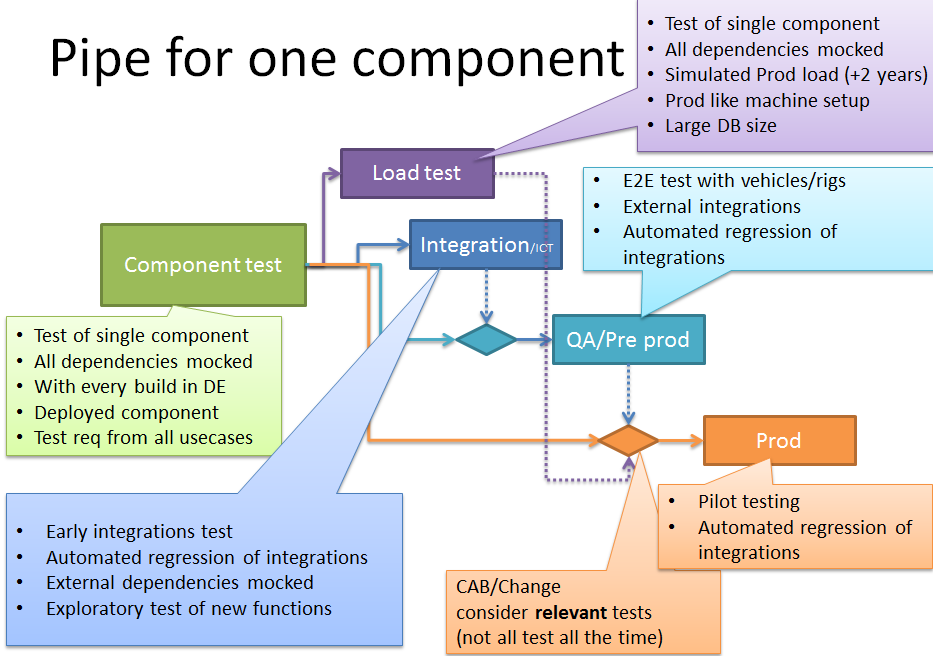 Pipe for one component
• Test of single component
• All dependencies mocked
• Simulated Prod load (+2 years)
• Prod like machine setup
• Large DB size
Load test
• E2E test with vehicles/rigs
• External integrations
• Automated regression of
integrations
Integration/ICT
Component test
• Test of single component
• All dependencies mocked
• With every build in DE
• Deployed component
• Test req from all usecases
QA/Pre prod
Prod
• Early integrations test
• Automated regression of integrations
• External dependencies mocked
• Exploratory test of new functions
• Pilot testing
• Automated regression of
integrations
CAB/Change
consider relevant tests
(not all test all the time)